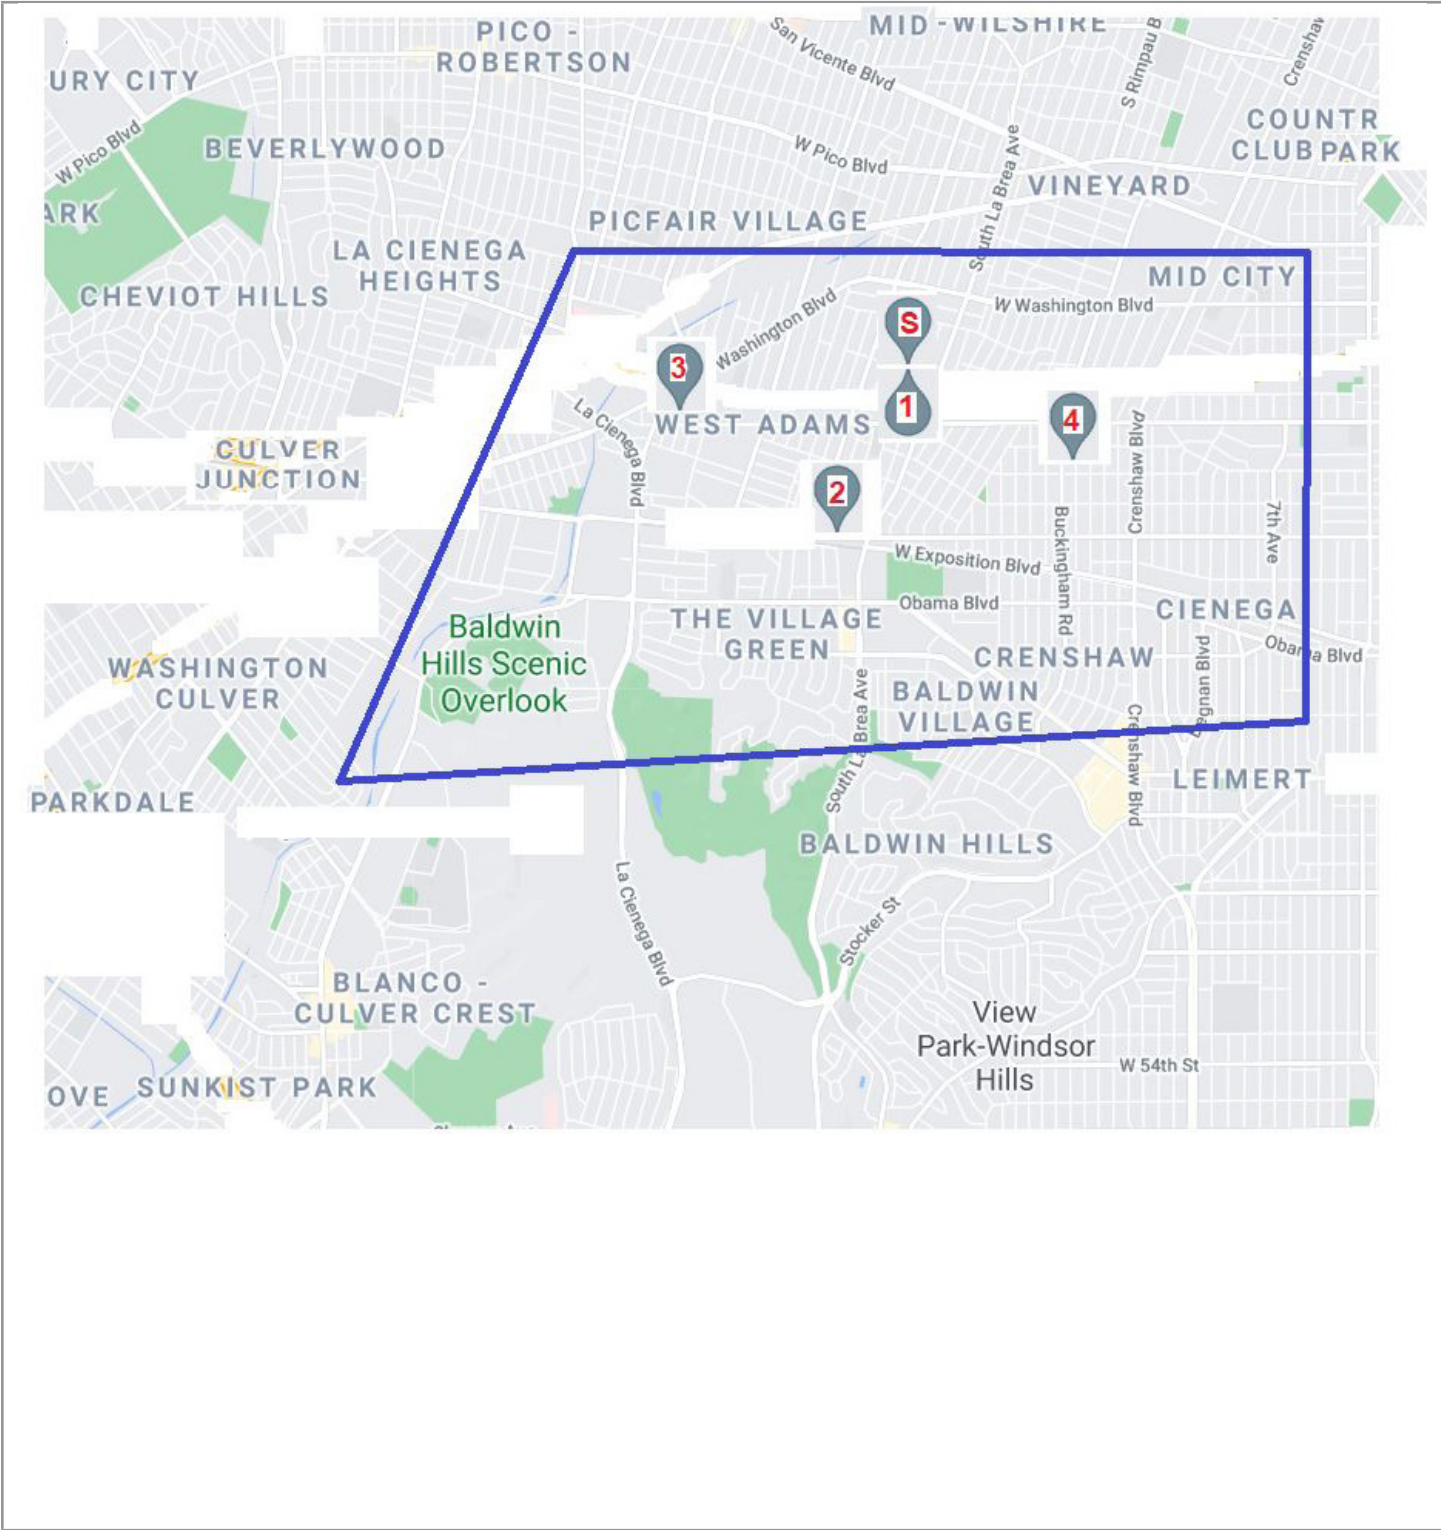 MID-WILSHIRE
PICO -
ROBERTSON
San Vicente Blvd
S Rimpau B
Crenshaw
URY CITY
COUNTR
CLUB PARK
W Pico Blvd
BEVERLYWOOD
W Pico Blvd
South La Brea Ave
VINEYARD
ARK
PICFAIR VILLAGE
LA CIENEGA
HEIGHTS
MID CITY
CHEVIOT HILLS
W Washington Blvd
Washington Blvd
S
3
1
4
La Cienega Blvd
WEST ADAMS
Crenshaw Blvd
CULVER
JUNCTION
2
7th Ave
Buckingham Rd
W Exposition Blvd
Obama Blvd
CIENEGA
THE VILLAGE
GREEN
Baldwin
Hills Scenic
Overlook
Obama Blvd
CRENSHAW
WASHINGTON
CULVER
Degnan Blvd
BALDWIN
VILLAGE
South La Brea Ave
Crenshaw Blvd
LEIMERT
PARKDALE
South La Brea Ave
BALDWIN HILLS
La Cienega Blvd
Stocker St
BLANCO -
CULVER CREST
View
Park-Windsor
Hills
W 54th St
OVE
SUNKIST PARK